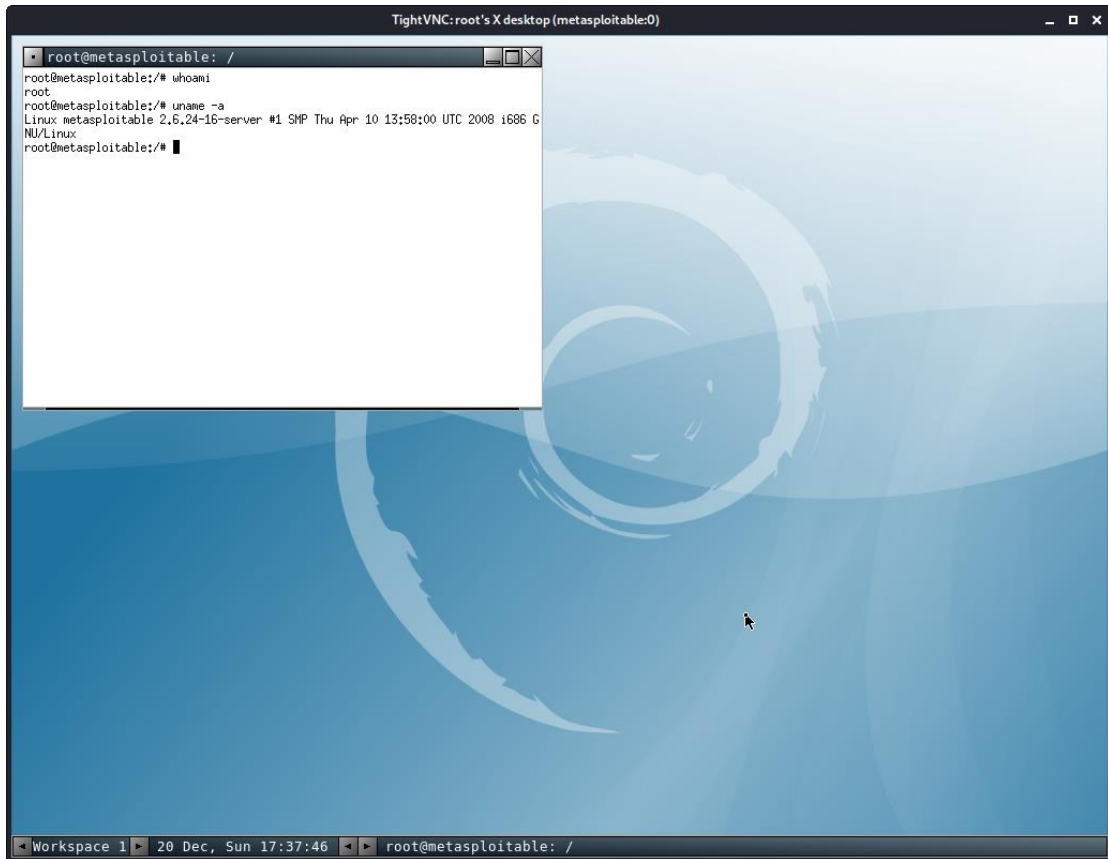 TightVNC: root's X desktop (metasploitable:0)
root@metasploitable: /
root@metasploitable:/# whoami
root
root@metasploitable:/# uname -a
Linux metasploitable 2.6.24-16-server #1 SMP Thu Apr 10 13:58:00 UTC 2008 i686 G
NU/Linux
root@metasploitable:/#
Workspace 1 20 Dec, Sun 17:37:46 root@metasploitable: /